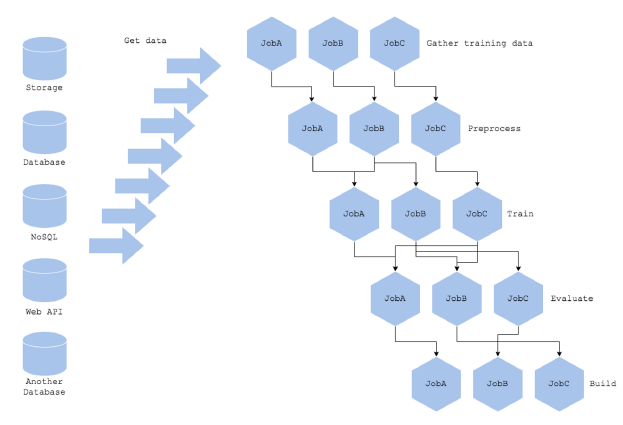 Get data
Storage
Database
NoSQL
Web API
Another
Database
JobA JobB JobC Gather training data
JobA JobB JobC Preprocess
JobA JobB JobC Train
JobA JobB JobC Evaluate
JobA JobB JobC Build